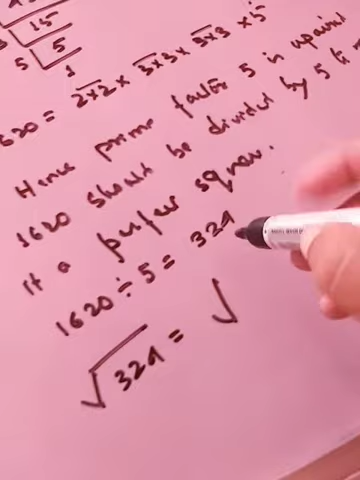 15
5 | 5
1
1620 = 2×2 × 3×3 × 3×3 × 5
Hence prime factor 5 is unpaired
1620 should be divided by 5 to
it a perfect square.
1620 ÷ 5 = 324
√324 = √